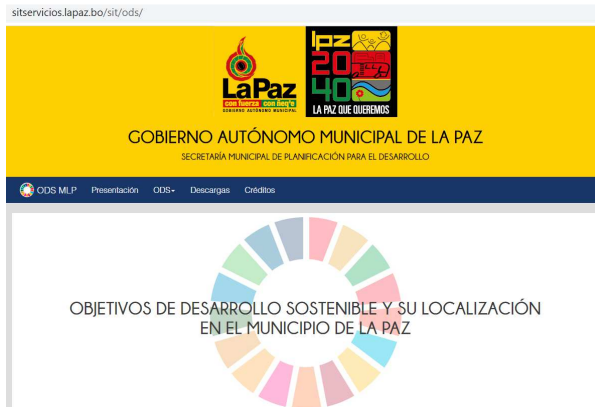 sitservicios.lapaz.bo/sit/ods/
LaPaz
con fuerza con ñeq'e
GOBIERNO AUTÓNOMO MUNICIPAL
lpz
20
40
LA PAZ QUE QUEREMOS
GOBIERNO AUTÓNOMO MUNICIPAL DE LA PAZ
SECRETARÍA MUNICIPAL DE PLANIFICACIÓN PARA EL DESARROLLO
ODS MLP Presentación ODS Descargas Créditos
OBJETIVOS DE DESARROLLO SOSTENIBLE Y SU LOCALIZACIÓN
EN EL MUNICIPIO DE LA PAZ